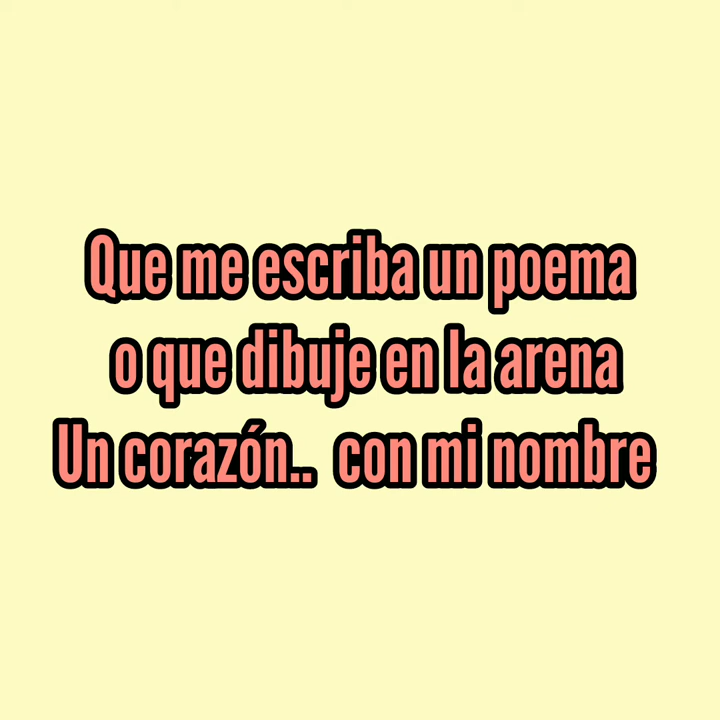 Que me escriba un poema
o que dibuje en la arena
Un corazón.. con mi nombre